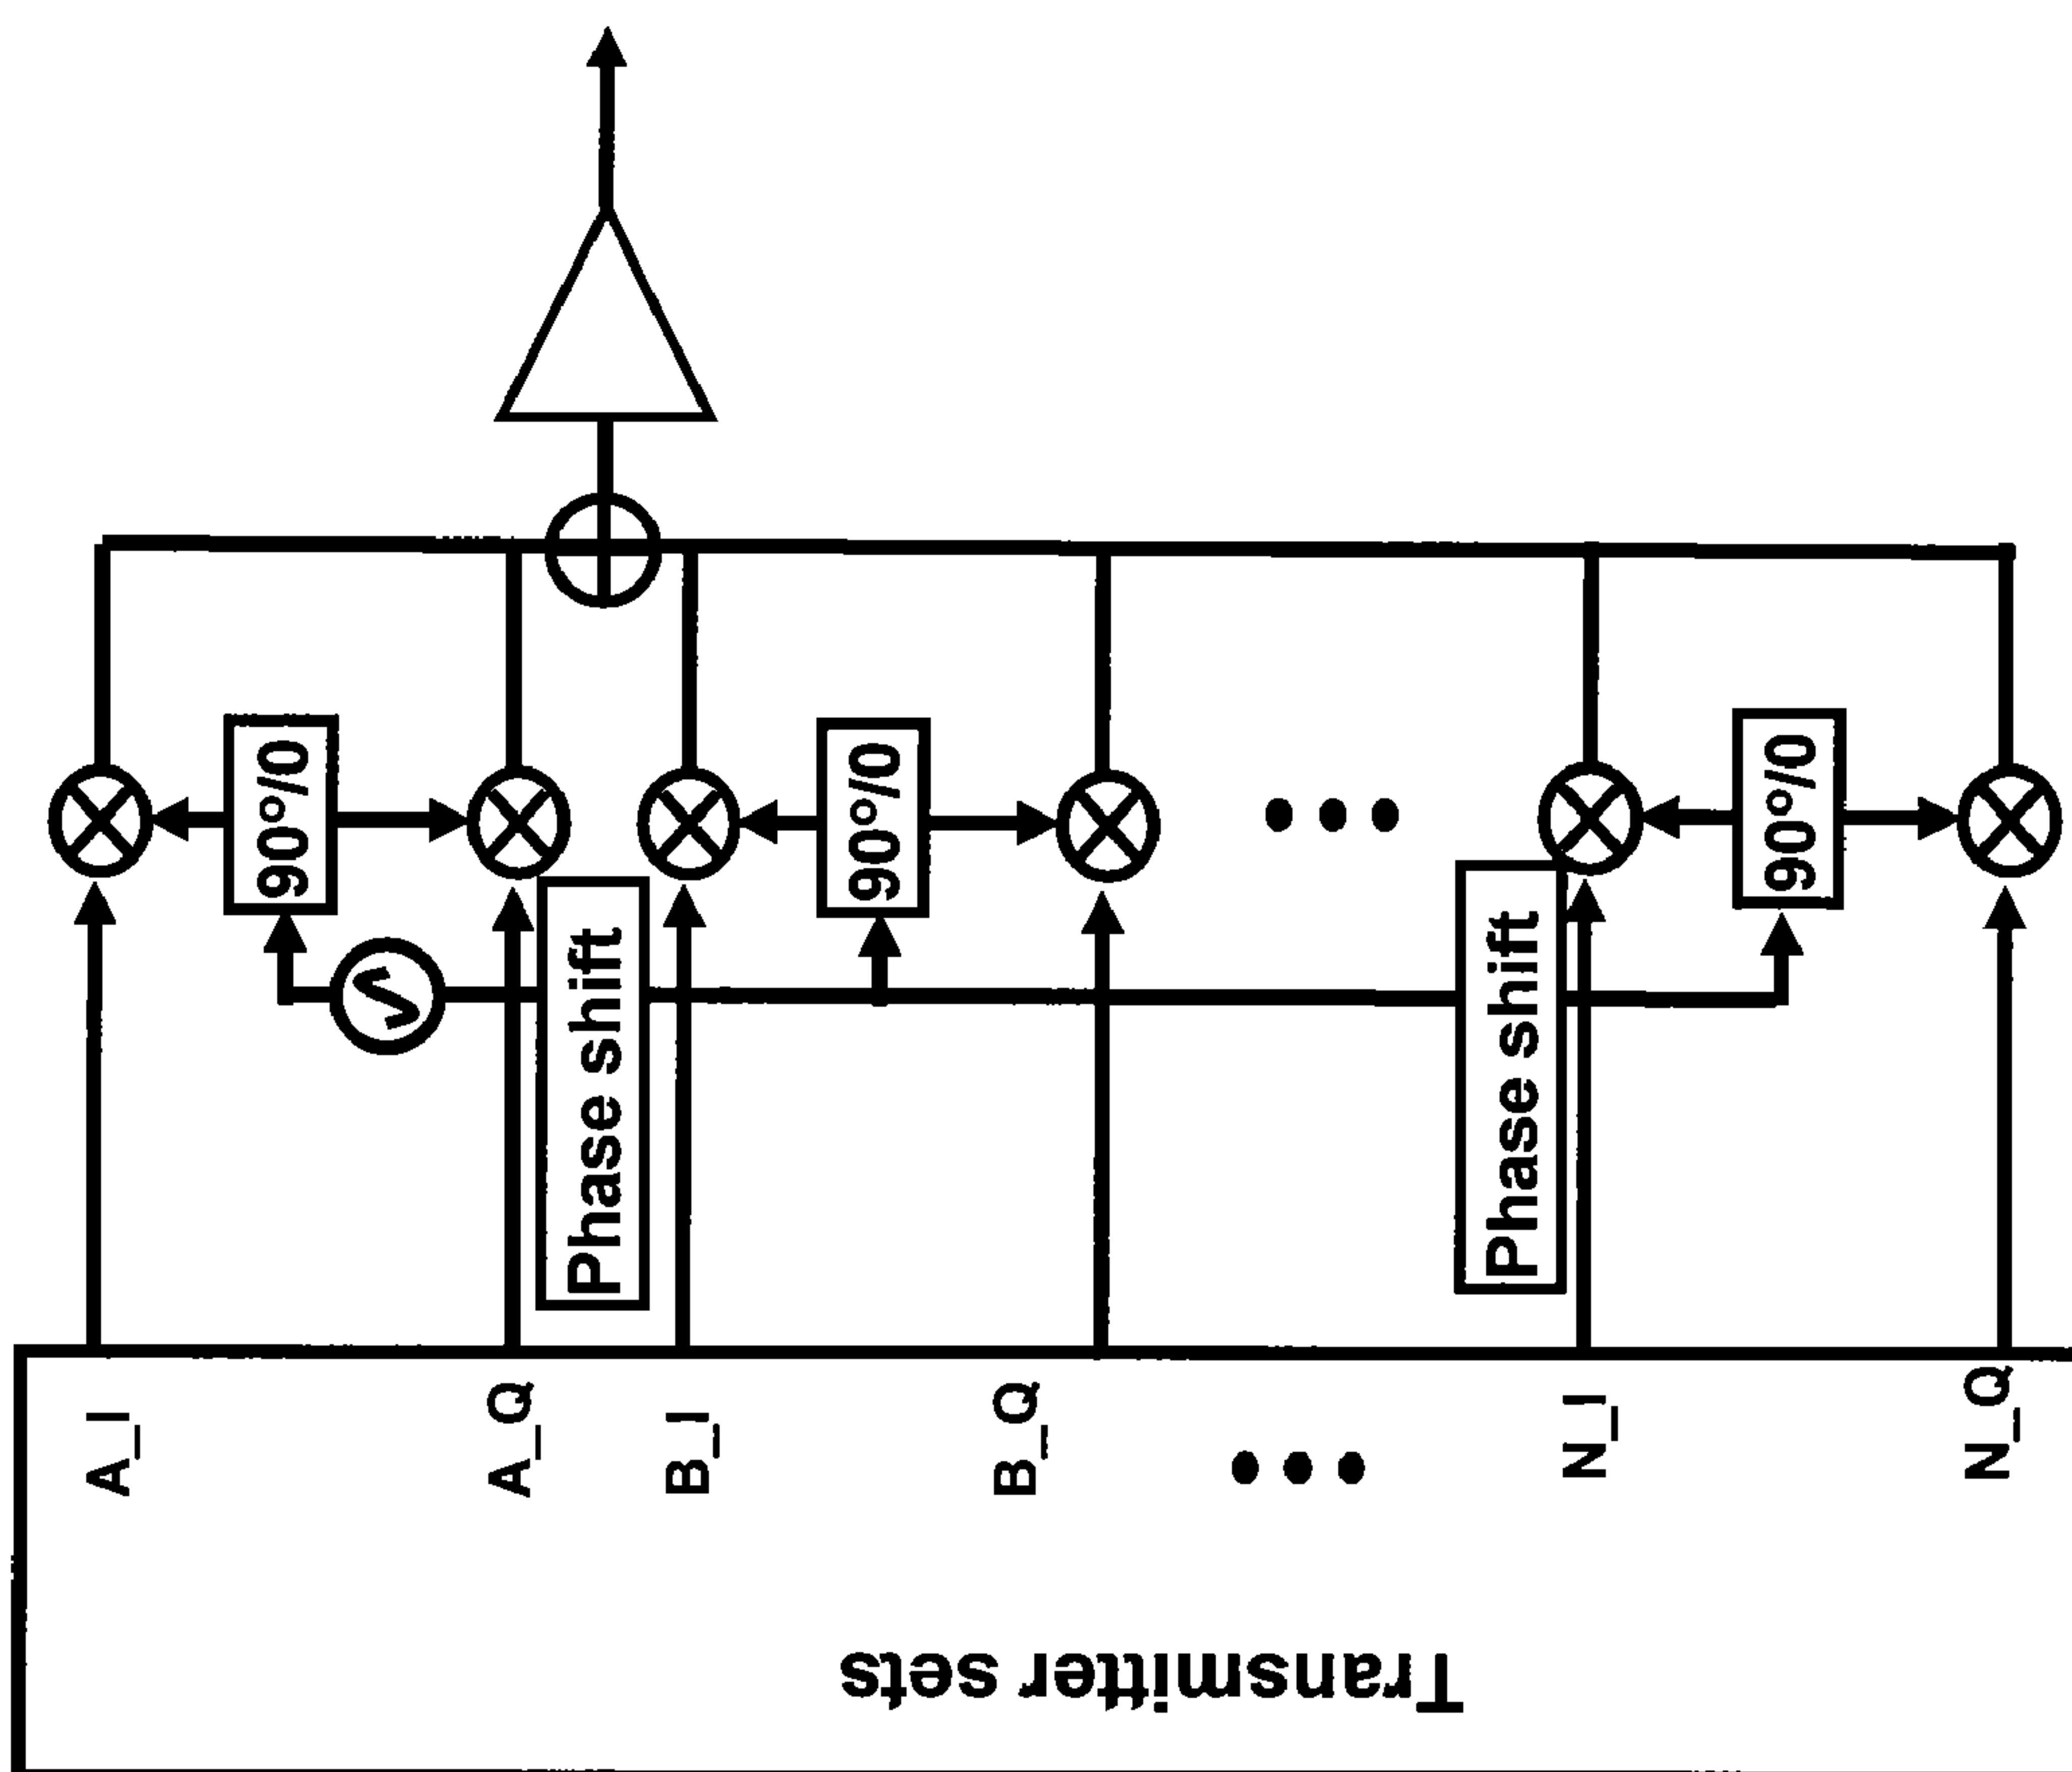 A_I
90°/0
A_Q
Phase shift
B_I
90°/0
B_Q
Phase shift
N_I
90°/0
N_Q
Transmitter sets